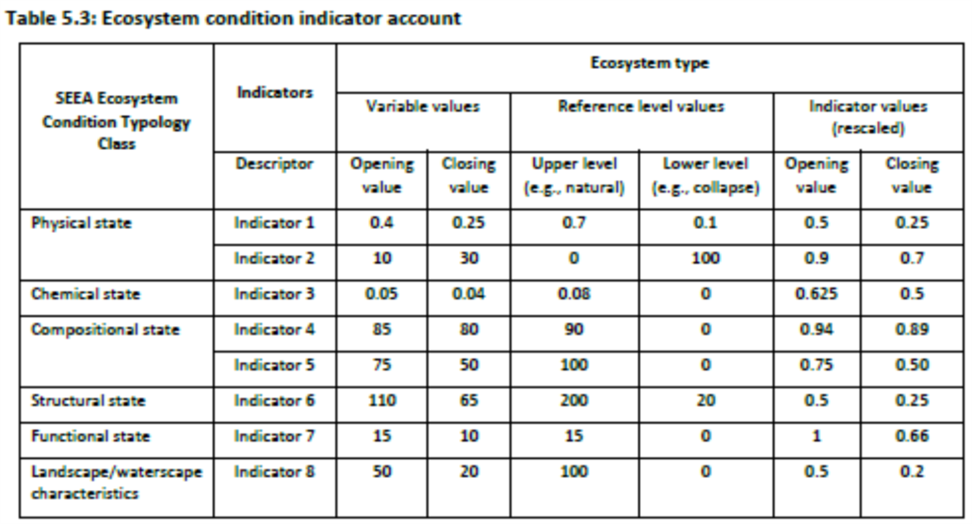 Table 5.3: Ecosystem condition indicator account
SEEA Ecosystem Condition Typology Class Indicators Ecosystem type
Variable values Reference level values Indicator values (rescaled)
Descriptor Opening value Closing value Upper level (e.g., natural) Lower level (e.g., collapse) Opening value Closing value
Physical state Indicator 1 0.4 0.25 0.7 0.1 0.5 0.25
Indicator 2 10 30 0 100 0.9 0.7
Chemical state Indicator 3 0.05 0.04 0.08 0 0.625 0.5
Compositional state Indicator 4 85 80 90 0 0.94 0.89
Indicator 5 75 50 100 0 0.75 0.50
Structural state Indicator 6 110 65 200 20 0.5 0.25
Functional state Indicator 7 15 10 15 0 1 0.66
Landscape/waterscape characteristics Indicator 8 50 20 100 0 0.5 0.2